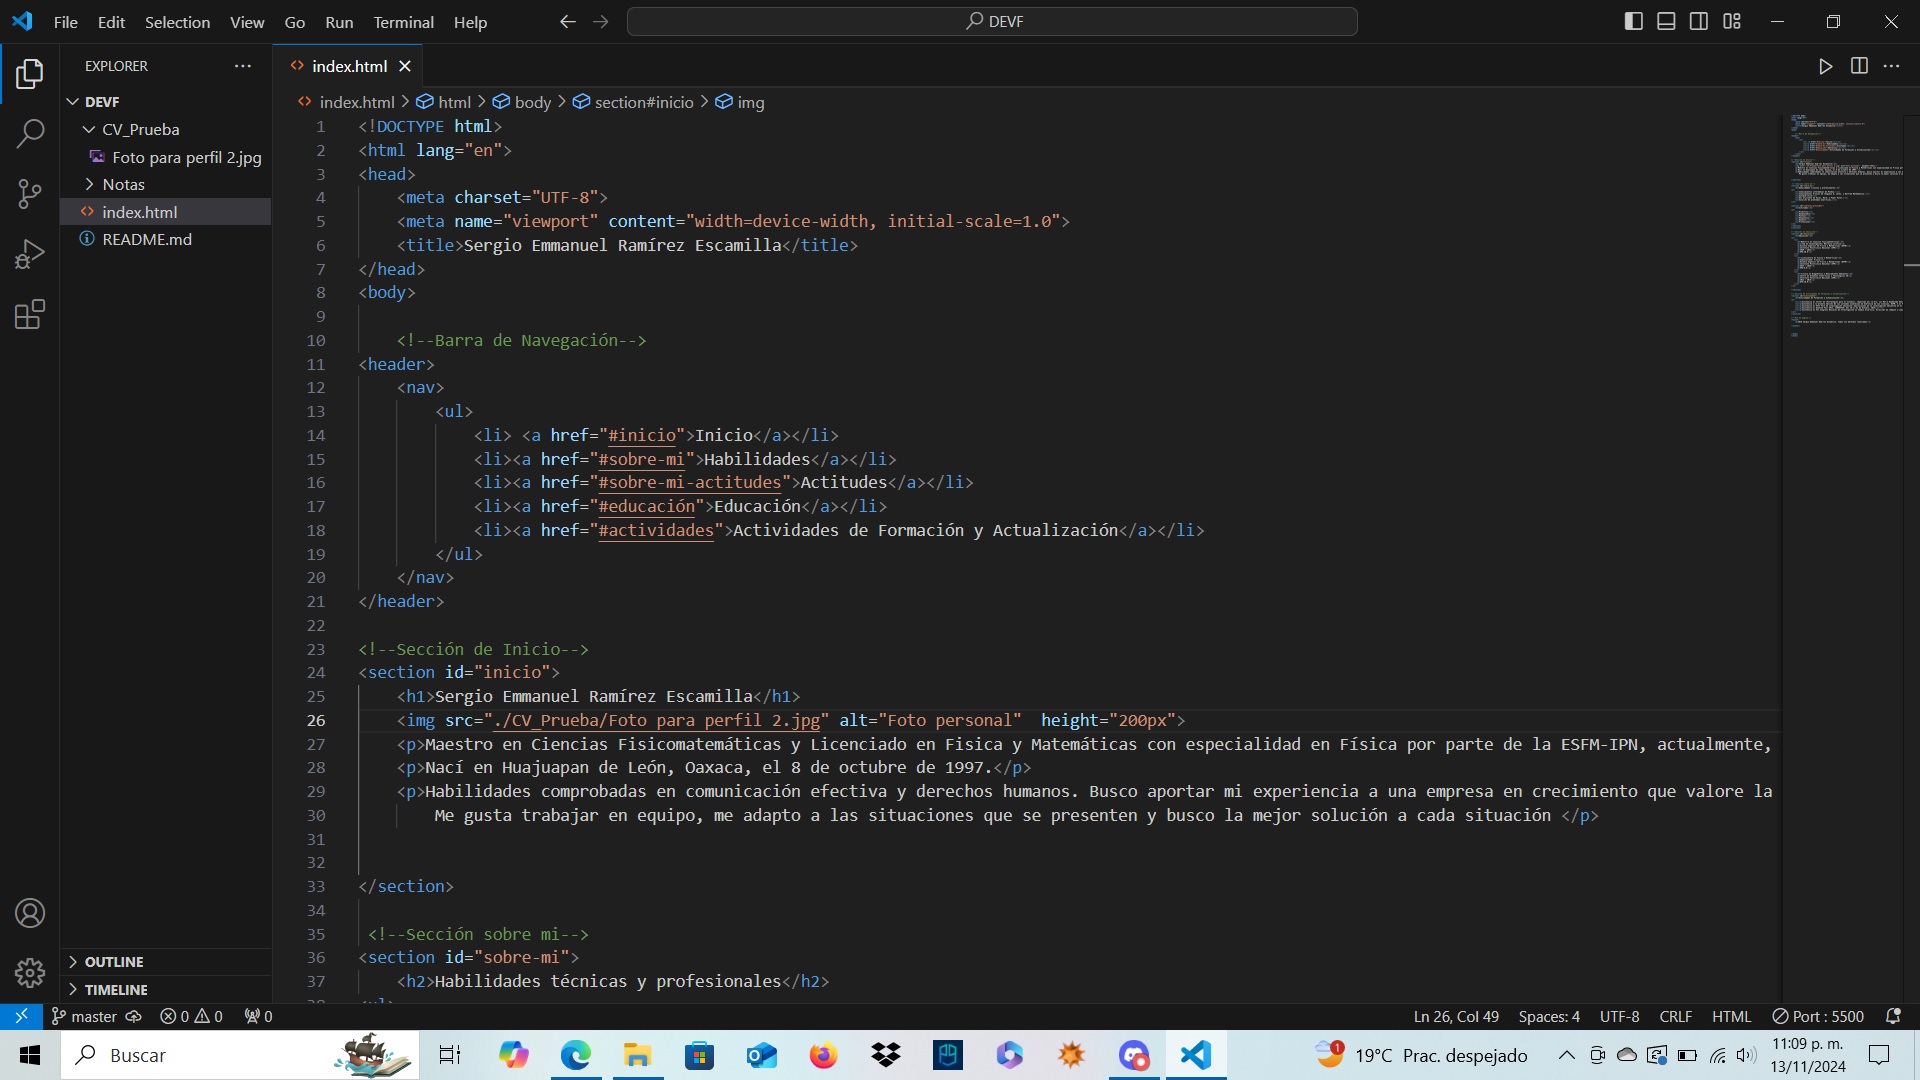 File Edit Selection View Go Run Terminal Help
DEVF
EXPLORER
index.html
DEVF
CV_Prueba
Foto para perfil 2.jpg
Notas
index.html
README.md
OUTLINE
TIMELINE
index.html > html > body > section#inicio > img
1 <!DOCTYPE html>
2 <html lang="en">
3 <head>
4 <meta charset="UTF-8">
5 <meta name="viewport" content="width=device-width, initial-scale=1.0">
6 <title>Sergio Emmanuel Ramírez Escamilla</title>
7 </head>
8 <body>
9
10 <!--Barra de Navegación-->
11 <header>
12 <nav>
13 <ul>
14 <li> <a href="#inicio">Inicio</a></li>
15 <li><a href="#sobre-mi">Habilidades</a></li>
16 <li><a href="#sobre-mi-actitudes">Actitudes</a></li>
17 <li><a href="#educación">Educación</a></li>
18 <li><a href="#actividades">Actividades de Formación y Actualización</a></li>
19 </ul>
20 </nav>
21 </header>
22
23 <!--Sección de Inicio-->
24 <section id="inicio">
25 <h1>Sergio Emmanuel Ramírez Escamilla</h1>
26 <img src="./CV_Prueba/Foto para perfil 2.jpg" alt="Foto personal"  height="200px">
27 <p>Maestro en Ciencias Fisicomatemáticas y Licenciado en Fisica y Matemáticas con especialidad en Física por parte de la ESFM-IPN, actualmente,
28 <p>Nací en Huajuapan de León, Oaxaca, el 8 de octubre de 1997.</p>
29 <p>Habilidades comprobadas en comunicación efectiva y derechos humanos. Busco aportar mi experiencia a una empresa en crecimiento que valore la
30 Me gusta trabajar en equipo, me adapto a las situaciones que se presenten y busco la mejor solución a cada situación </p>
31
32
33 </section>
34
35 <!--Sección sobre mi-->
36 <section id="sobre-mi">
37 <h2>Habilidades técnicas y profesionales</h2>
38 <ul>
master 0 0 0
Ln 26, Col 49 Spaces: 4 UTF-8 CRLF HTML Port : 5500
Buscar
1 19°C Prac. despejado
11:09 p. m.
13/11/2024